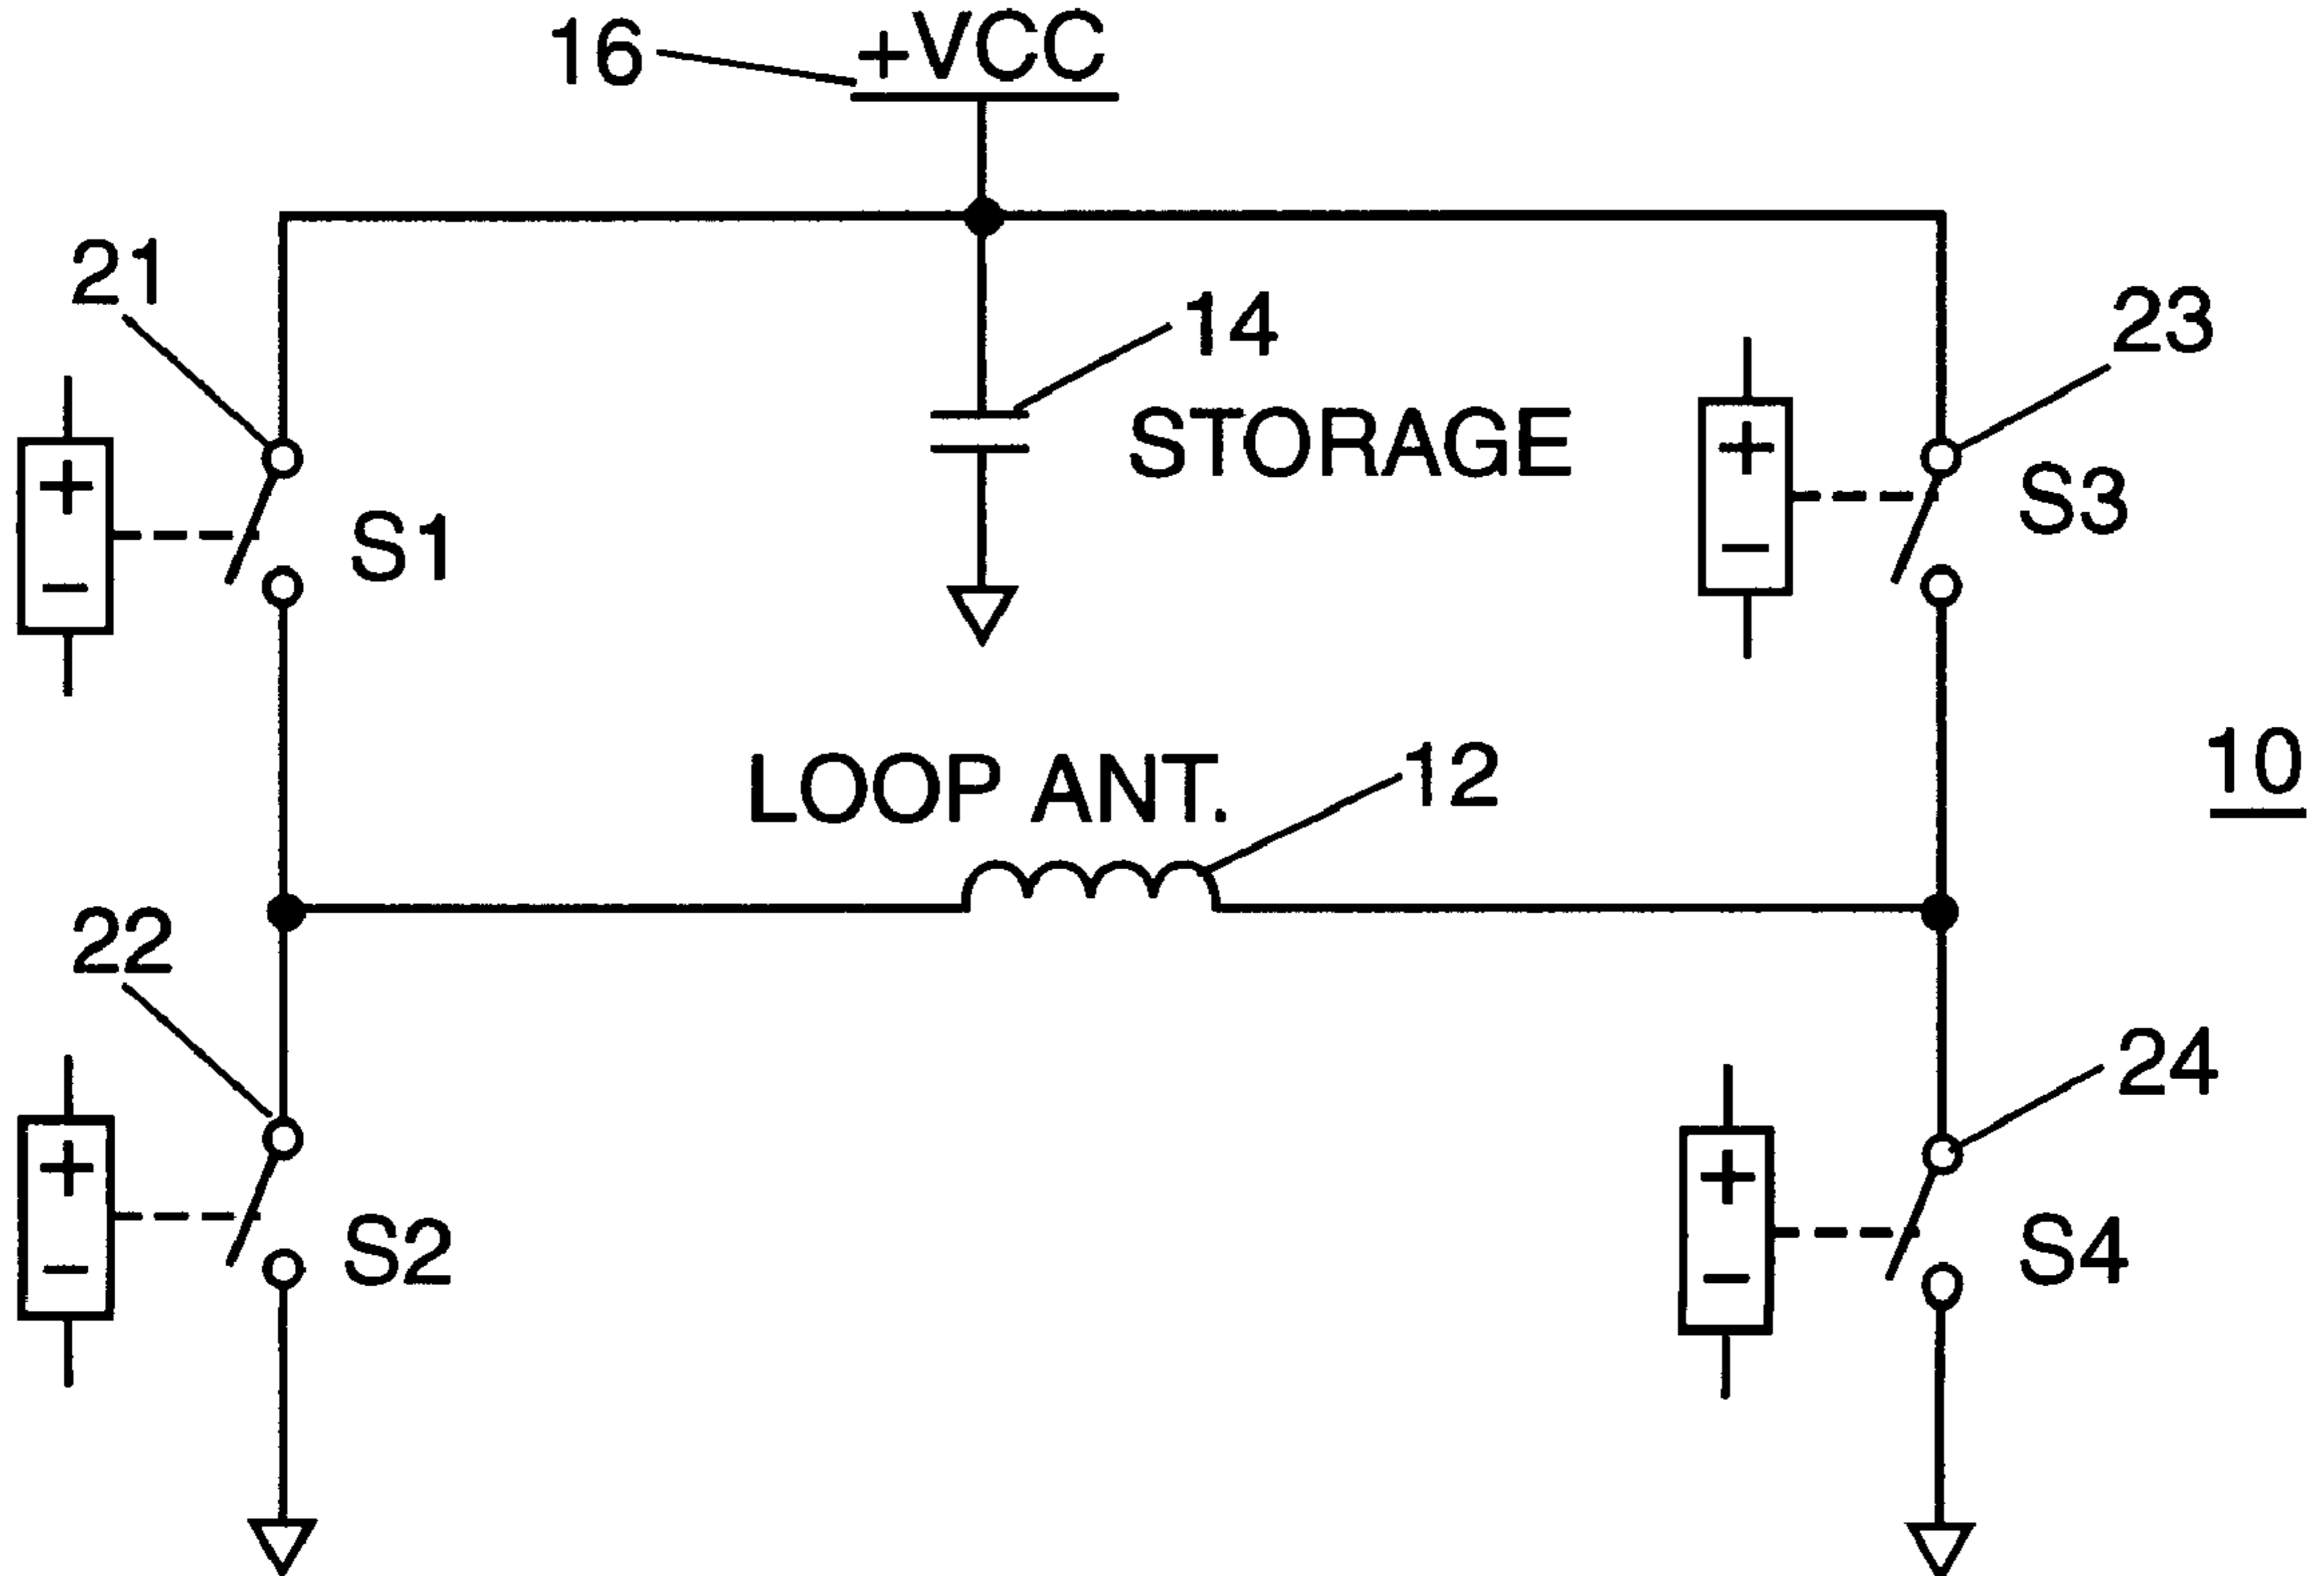 16
+VCC
21
14
23
+
−
S1
STORAGE
+
−
S3
10
LOOP ANT.
12
22
24
+
−
S2
+
−
S4